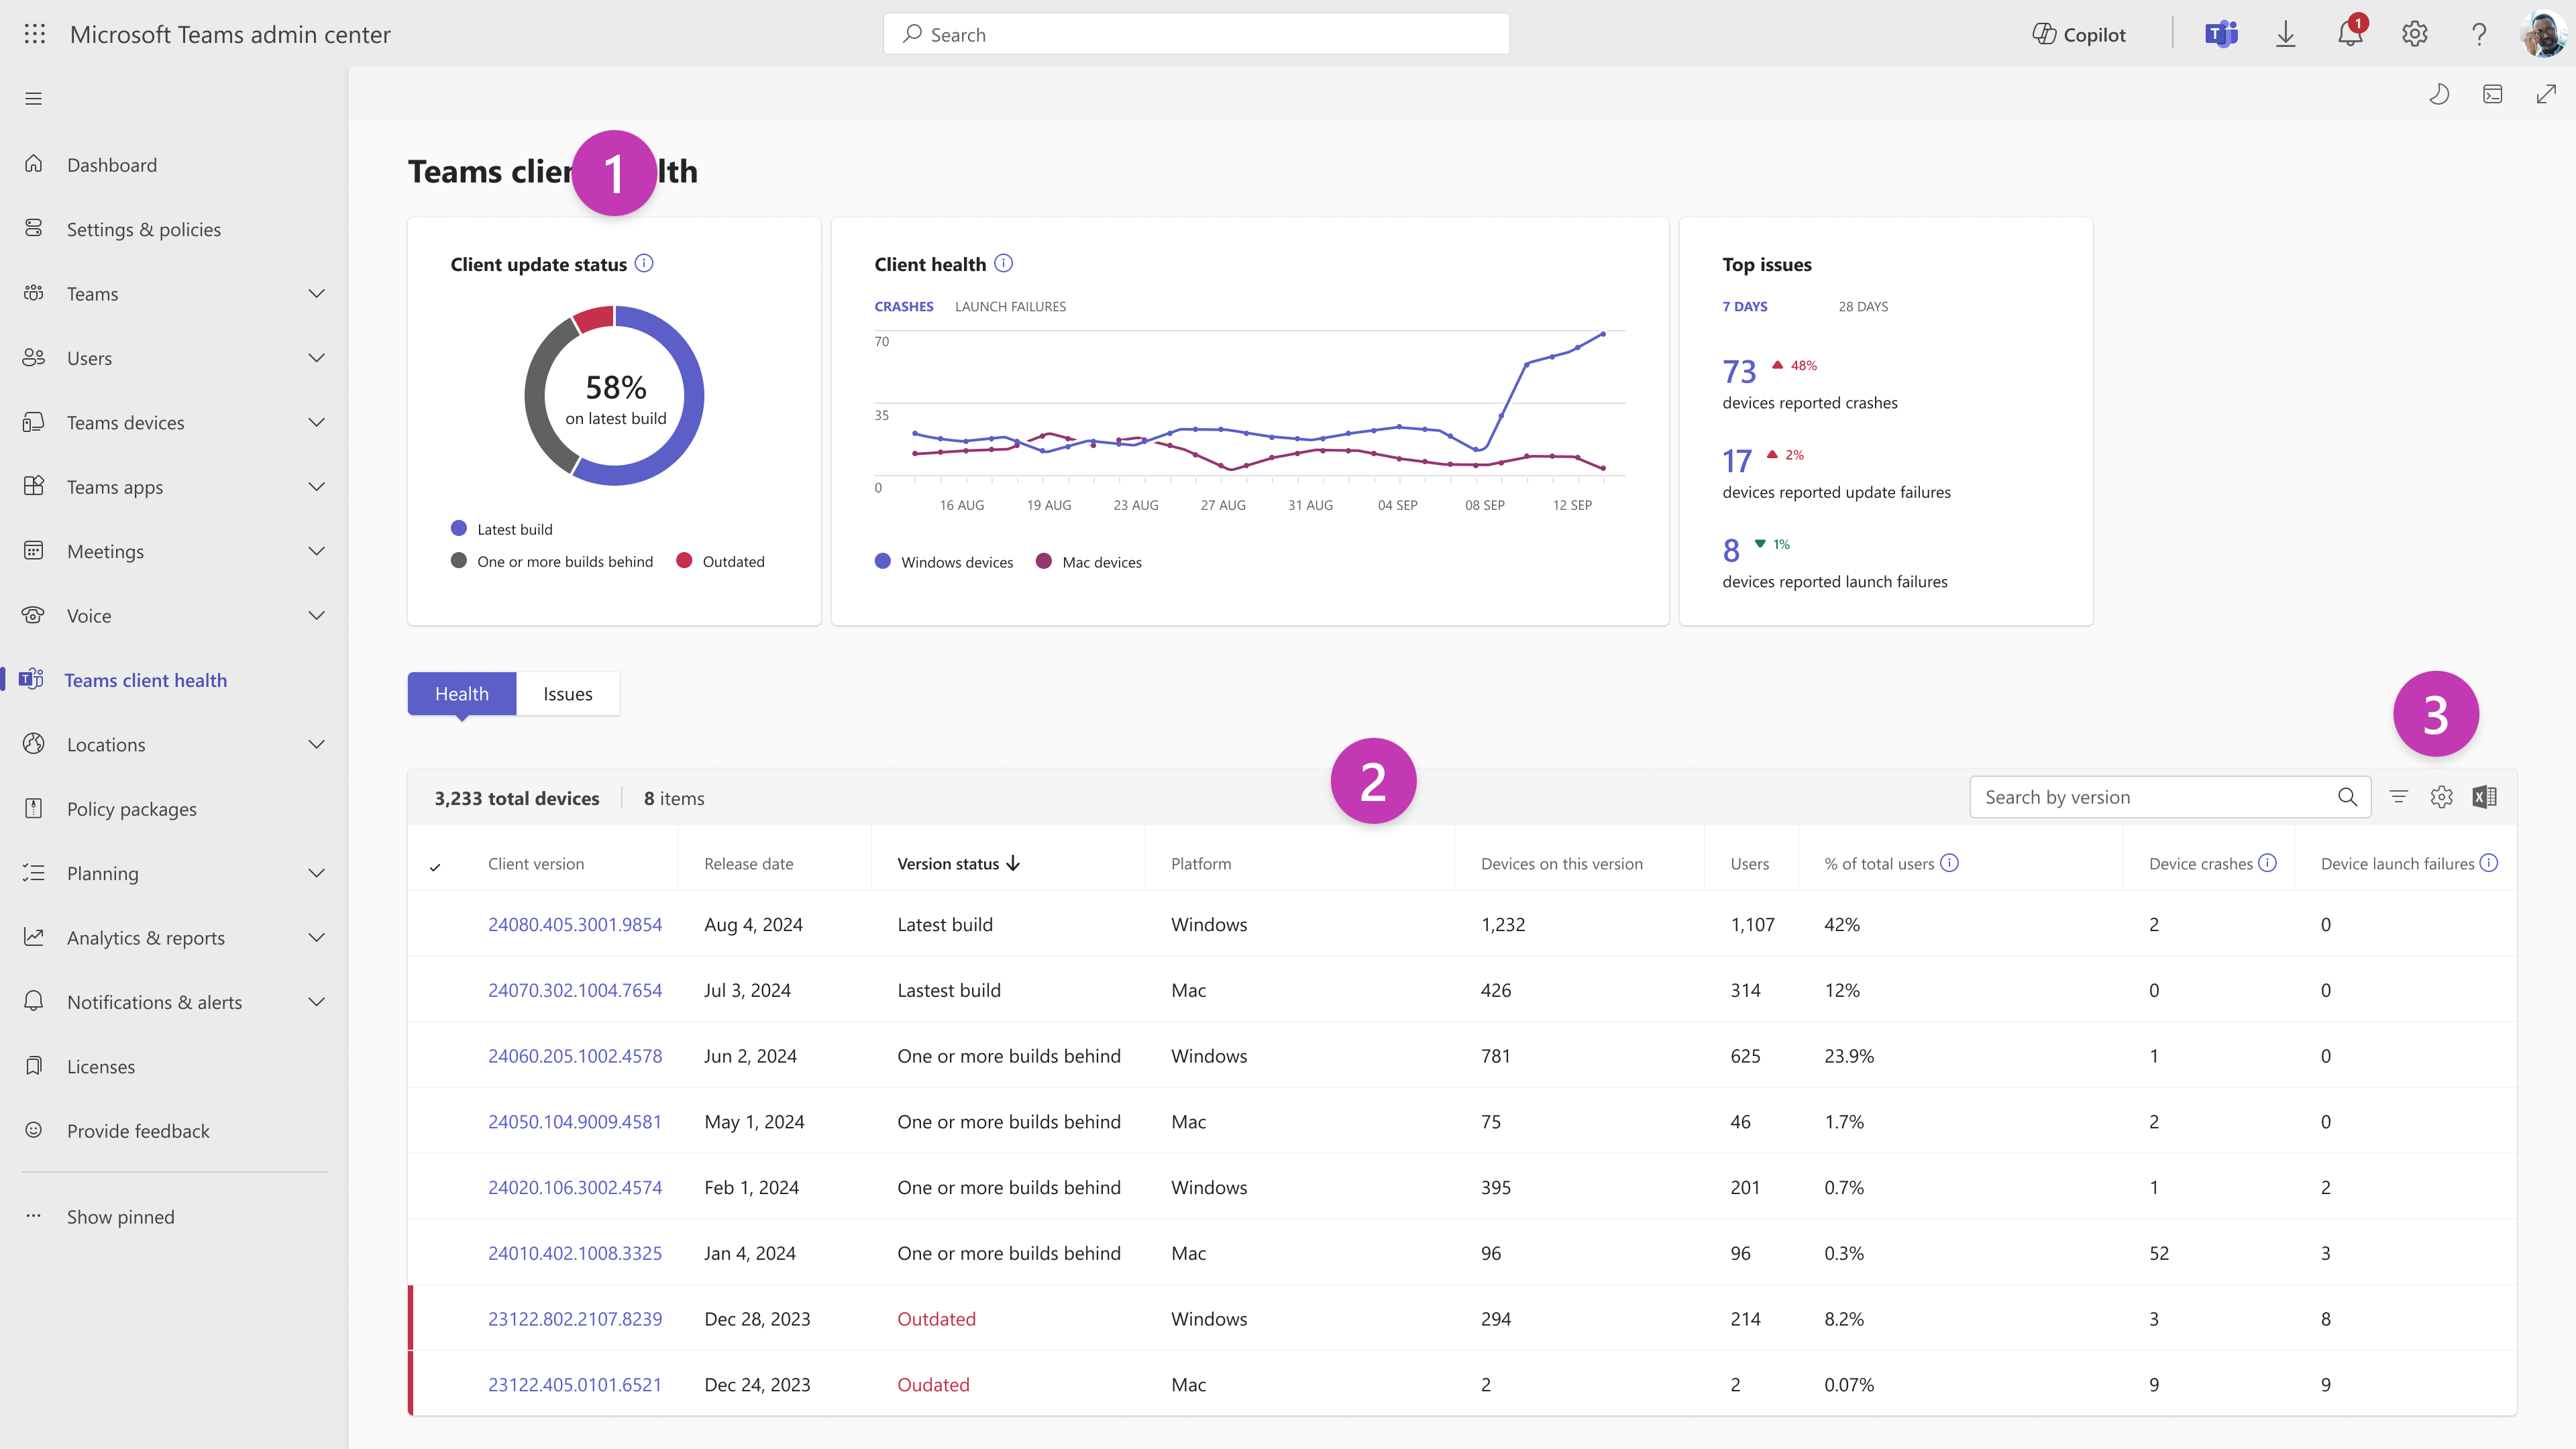 Microsoft Teams admin center
Search
Copilot
1
Dashboard
Settings & policies
Teams
Users
Teams devices
Teams apps
Meetings
Voice
Teams client health
Locations
Policy packages
Planning
Analytics & reports
Notifications & alerts
Licenses
Provide feedback
Show pinned
Teams clien lth
1
Client update status
58%
on latest build
Latest build
One or more builds behind Outdated
Client health
CRASHES LAUNCH FAILURES
70
35
0
16 AUG 19 AUG 23 AUG 27 AUG 31 AUG 04 SEP 08 SEP 12 SEP
Windows devices Mac devices
Top issues
7 DAYS 28 DAYS
73 48%
devices reported crashes
17 2%
devices reported update failures
8 1%
devices reported launch failures
Health Issues
3
2
3,233 total devices 8 items Search by version
Client version Release date Version status Platform Devices on this version Users % of total users Device crashes Device launch failures
24080.405.3001.9854 Aug 4, 2024 Latest build Windows 1,232 1,107 42% 2 0
24070.302.1004.7654 Jul 3, 2024 Lastest build Mac 426 314 12% 0 0
24060.205.1002.4578 Jun 2, 2024 One or more builds behind Windows 781 625 23.9% 1 0
24050.104.9009.4581 May 1, 2024 One or more builds behind Mac 75 46 1.7% 2 0
24020.106.3002.4574 Feb 1, 2024 One or more builds behind Windows 395 201 0.7% 1 2
24010.402.1008.3325 Jan 4, 2024 One or more builds behind Mac 96 96 0.3% 52 3
23122.802.2107.8239 Dec 28, 2023 Outdated Windows 294 214 8.2% 3 8
23122.405.0101.6521 Dec 24, 2023 Oudated Mac 2 2 0.07% 9 9